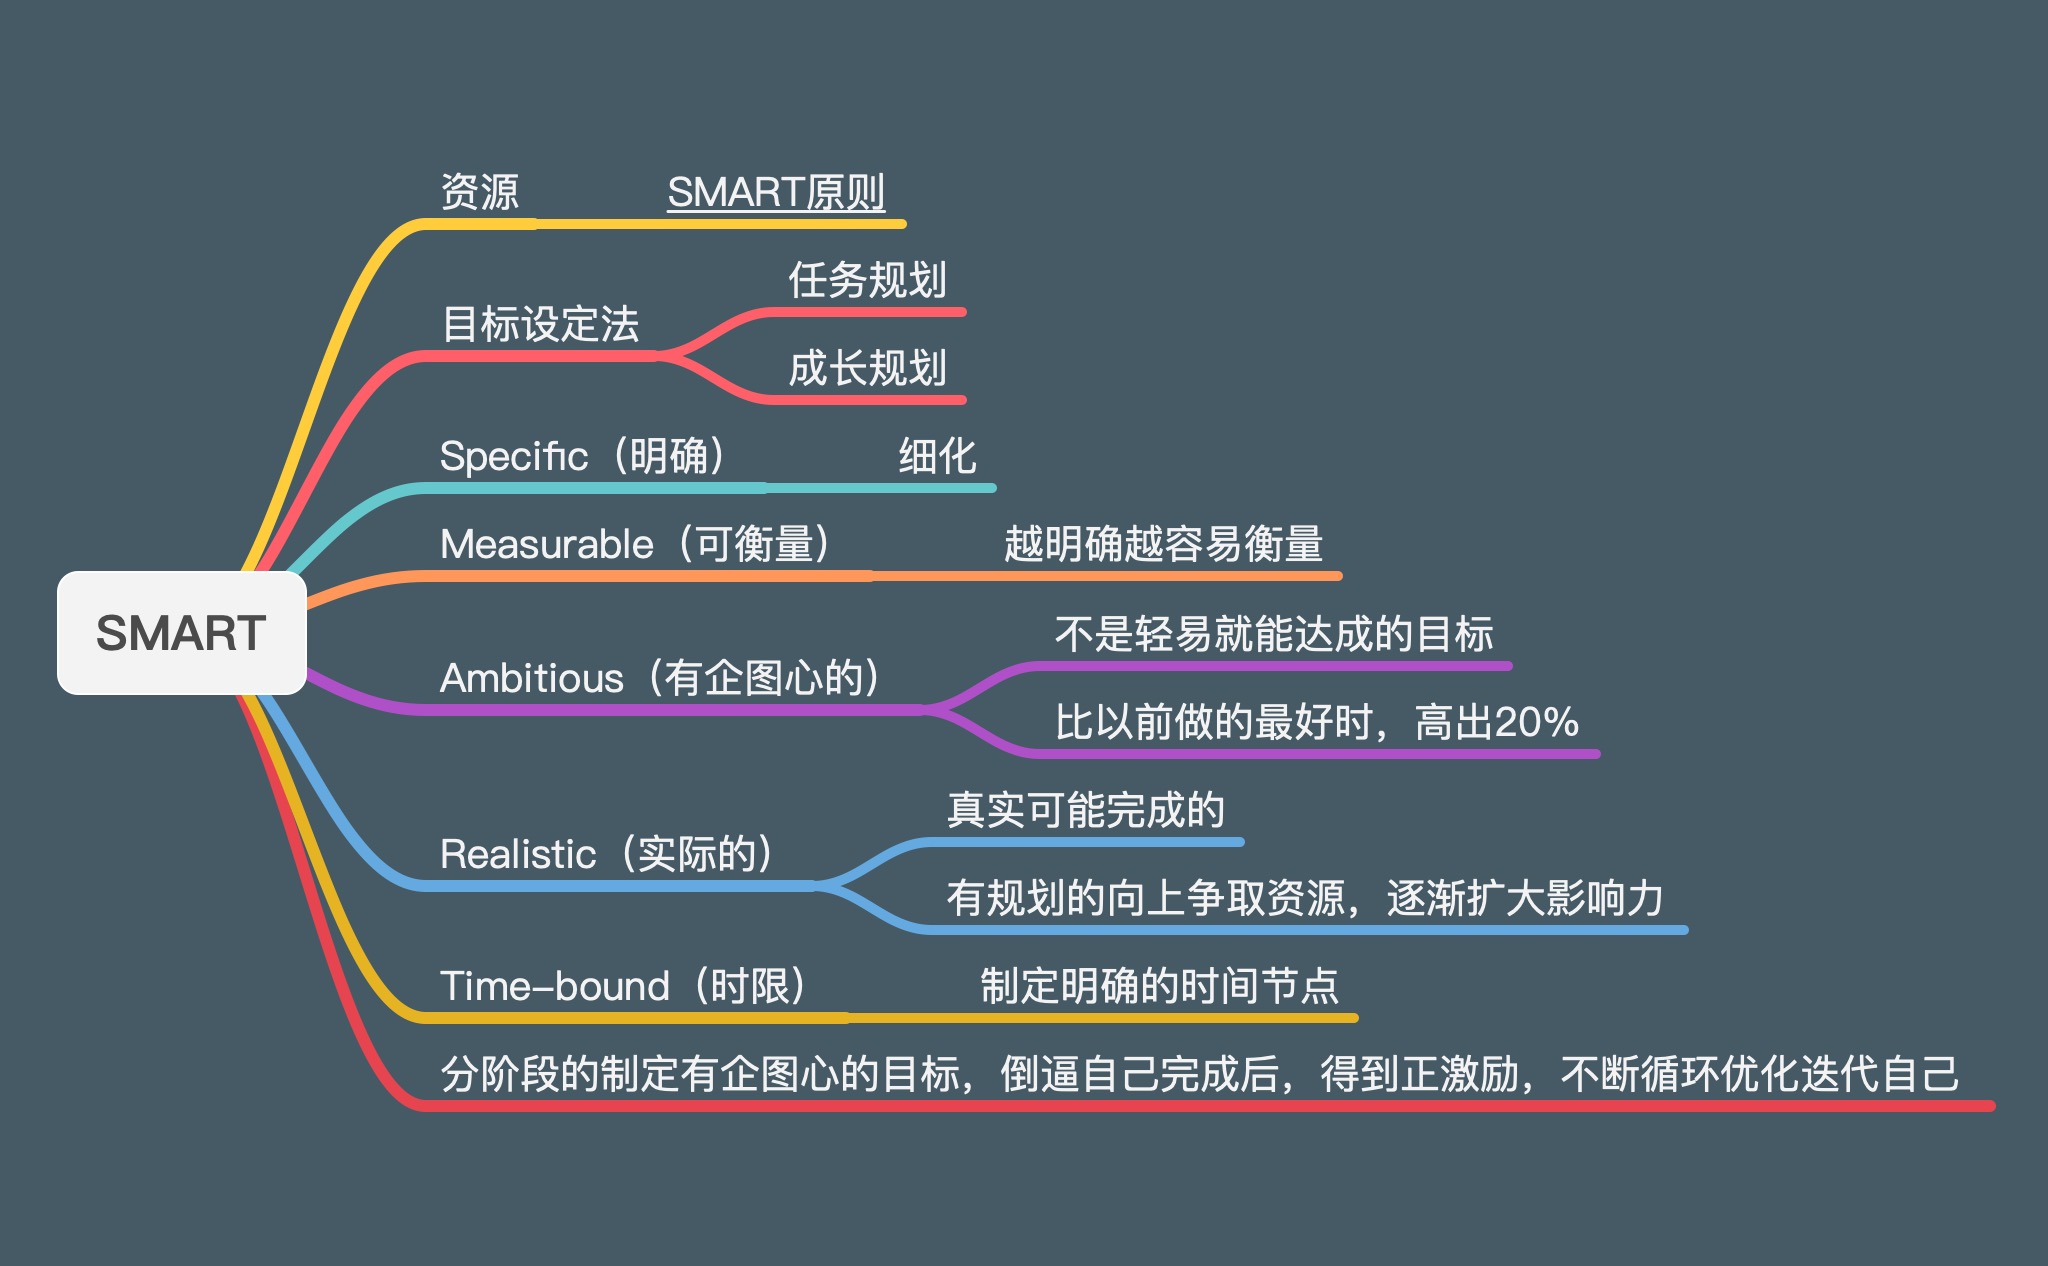 资源
SMART原则
任务规划
目标设定法
成长规划
Specific（明确）
细化
Measurable（可衡量）
越明确越容易衡量
SMART
不是轻易就能达成的目标
Ambitious（有企图心的）
比以前做的最好时，高出20%
真实可能完成的
Realistic（实际的）
有规划的向上争取资源，逐渐扩大影响力
Time-bound（时限）
制定明确的时间节点
分阶段的制定有企图心的目标，倒逼自己完成后，得到正激励，不断循环优化迭代自己